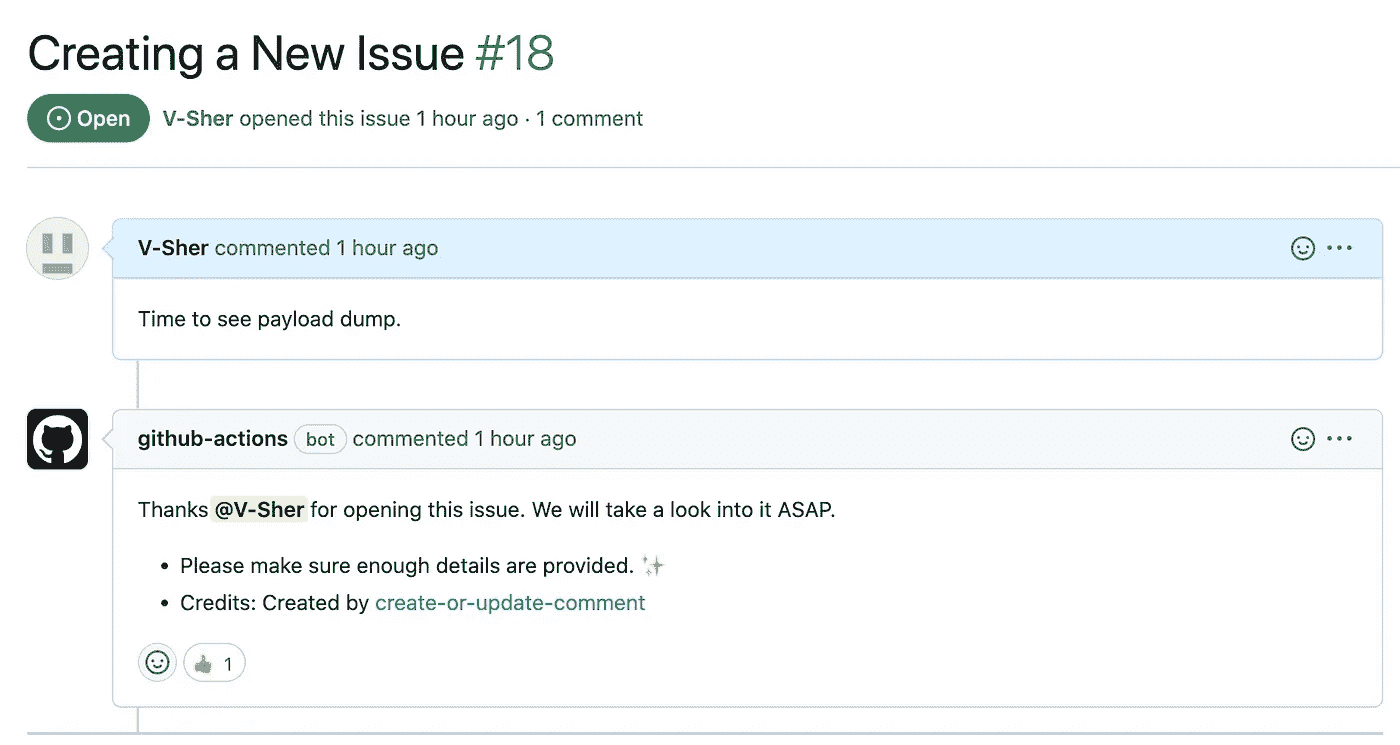 Creating a New Issue #18
Open V-Sher opened this issue 1 hour ago · 1 comment
V-Sher commented 1 hour ago
Time to see payload dump.
github-actions bot commented 1 hour ago
Thanks @V-Sher for opening this issue. We will take a look into it ASAP.
• Please make sure enough details are provided. ✨
• Credits: Created by create-or-update-comment
👍 1